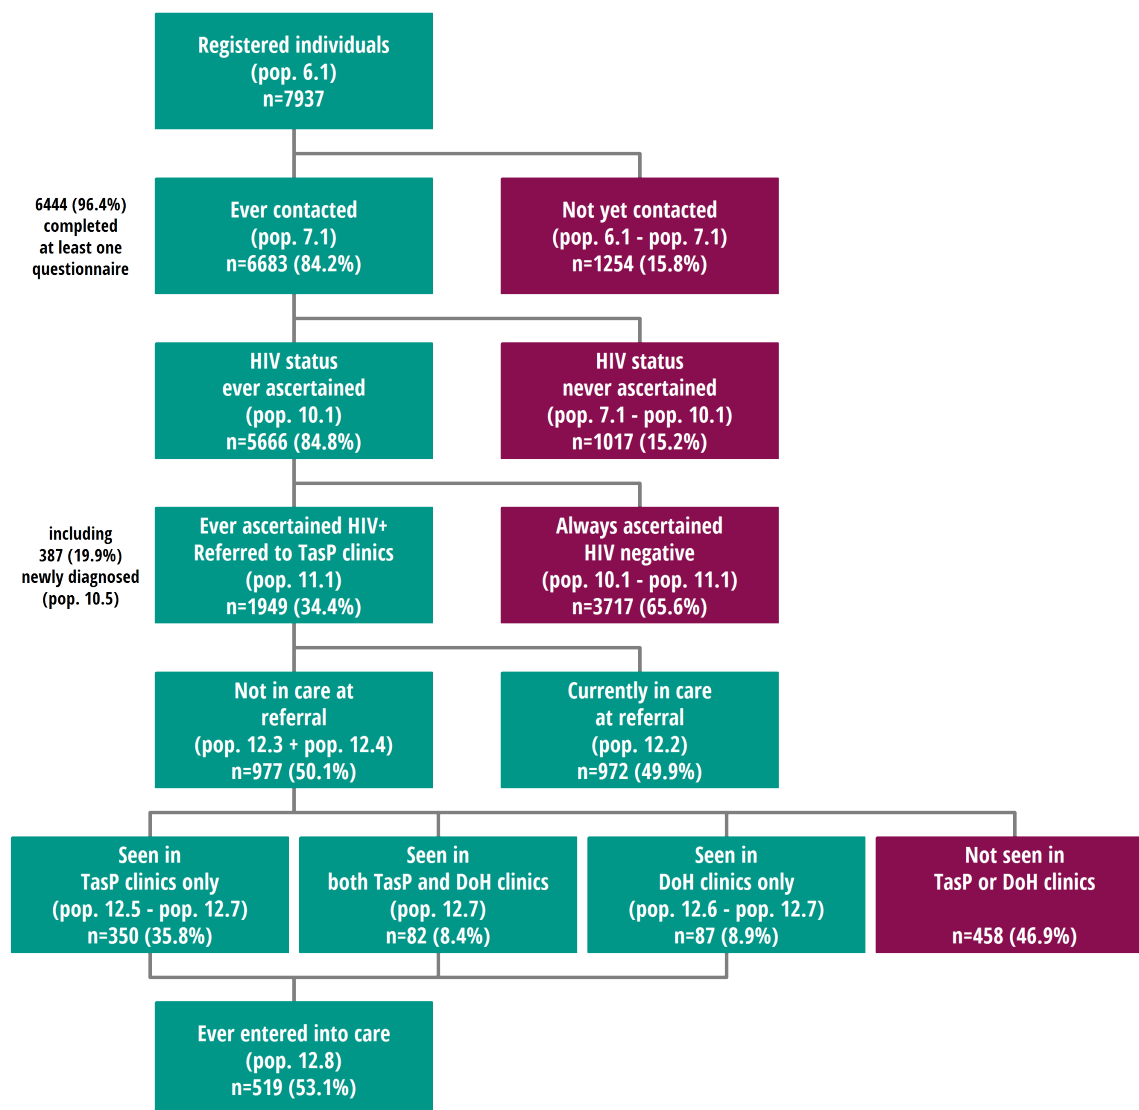 Registered individuals
(pop. 6.1)
n=7937
6444 (96.4%)
completed
at least one
questionnaire
Ever contacted
(pop. 7.1)
n=6683 (84.2%)
Not yet contacted
(pop. 6.1 - pop. 7.1)
n=1254 (15.8%)
HIV status
ever ascertained
(pop. 10.1)
n=5666 (84.8%)
HIV status
never ascertained
(pop. 7.1 - pop. 10.1)
n=1017 (15.2%)
including
387 (19.9%)
newly diagnosed
(pop. 10.5)
Ever ascertained HIV+
Referred to TasP clinics
(pop. 11.1)
n=1949 (34.4%)
Always ascertained
HIV negative
(pop. 10.1 - pop. 11.1)
n=3717 (65.6%)
Not in care at
referral
(pop. 12.3 + pop. 12.4)
n=977 (50.1%)
Currently in care
at referral
(pop. 12.2)
n=972 (49.9%)
Seen in
TasP clinics only
(pop. 12.5 - pop. 12.7)
n=350 (35.8%)
Seen in
both TasP and DoH clinics
(pop. 12.7)
n=82 (8.4%)
Seen in
DoH clinics only
(pop. 12.6 - pop. 12.7)
n=87 (8.9%)
Not seen in
TasP or DoH clinics
n=458 (46.9%)
Ever entered into care
(pop. 12.8)
n=519 (53.1%)